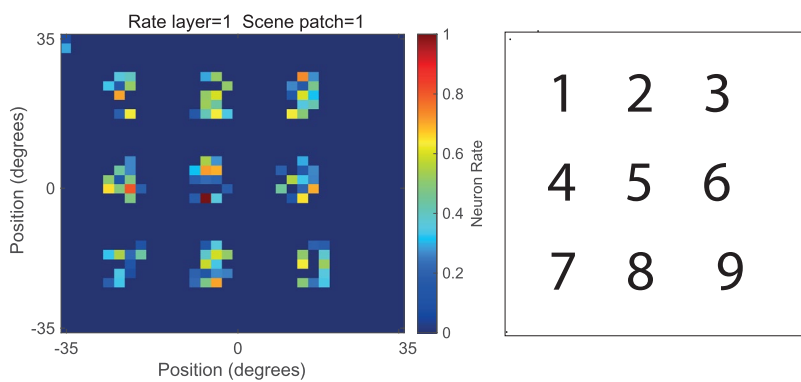 Rate layer=1 Scene patch=1
35
0
-35
Position (degrees)
-35 0 35
Position (degrees)
1
0.8
0.6
0.4
0.2
0
Neuron Rate
1 2 3
4 5 6
7 8 9